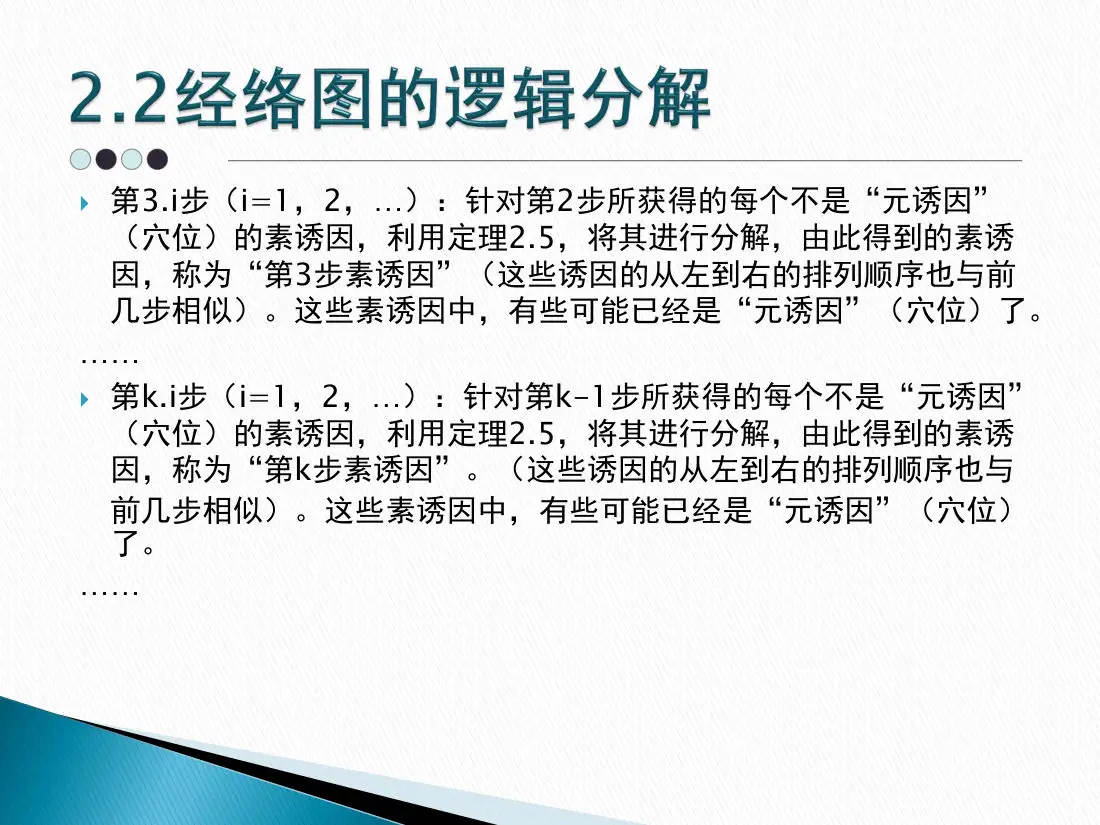 2.2经络图的逻辑分解
第3.i步（i=1，2，…）：针对第2步所获得的每个不是“元诱因”
（穴位）的素诱因，利用定理2.5，将其进行分解，由此得到的素诱
因，称为“第3步素诱因”（这些诱因的从左到右的排列顺序也与前
几步相似）。这些素诱因中，有些可能已经是“元诱因”（穴位）了。
……
第k.i步（i=1，2，…）：针对第k-1步所获得的每个不是“元诱因”
（穴位）的素诱因，利用定理2.5，将其进行分解，由此得到的素诱
因，称为“第k步素诱因”。（这些诱因的从左到右的排列顺序也与
前几步相似）。这些素诱因中，有些可能已经是“元诱因”（穴位）
了。
……